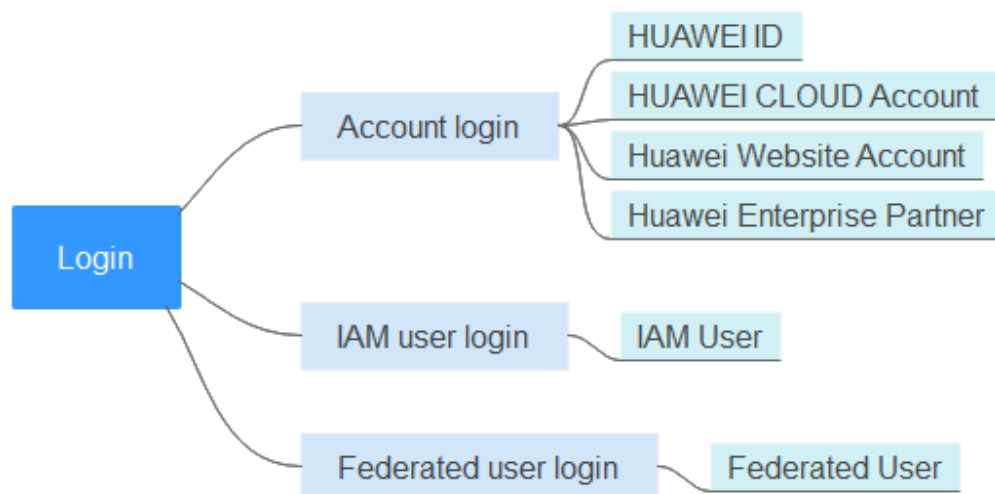 Login
Account login
HUAWEI ID
HUAWEI CLOUD Account
Huawei Website Account
Huawei Enterprise Partner
IAM user login
IAM User
Federated user login
Federated User